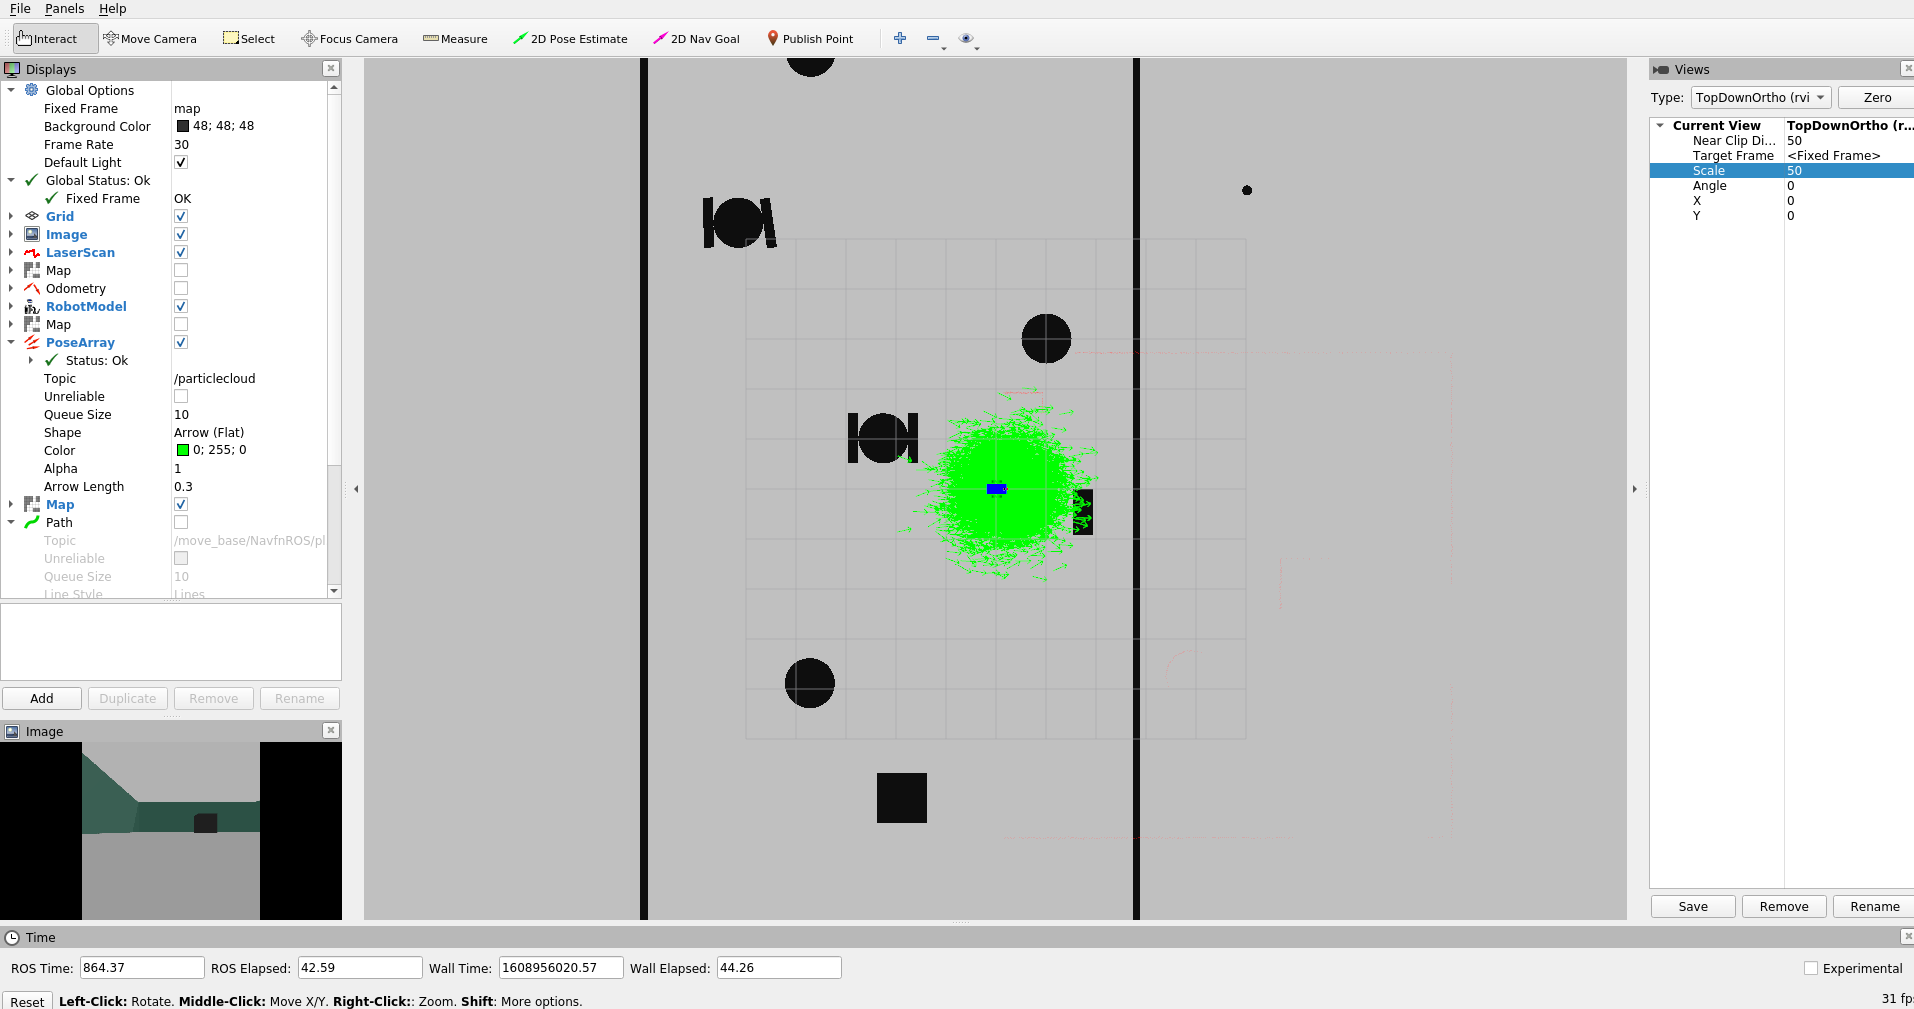 File Panels Help
Interact Move Camera Select Focus Camera Measure 2D Pose Estimate 2D Nav Goal Publish Point
Displays
Global Options
Fixed Frame map
Background Color 48; 48; 48
Frame Rate 30
Default Light
Global Status: Ok
Fixed Frame OK
Grid
Image
LaserScan
Map
Odometry
RobotModel
Map
PoseArray
Status: Ok
Topic /particlecloud
Unreliable
Queue Size 10
Shape Arrow (Flat)
Color 0; 255; 0
Alpha 1
Arrow Length 0.3
Map
Path
Topic /move_base/NavfnROS/pl
Unreliable
Queue Size 10
Line Style Lines
Add Duplicate Remove Rename
Image
Views
Type: TopDownOrtho (rvi Zero
Current View TopDownOrtho (r...
Near Clip Di... 50
Target Frame <Fixed Frame>
Scale 50
Angle 0
X 0
Y 0
Save Remove Rename
Time
ROS Time: 864.37 ROS Elapsed: 42.59 Wall Time: 1608956020.57 Wall Elapsed: 44.26 Experimental
Reset Left-Click: Rotate. Middle-Click: Move X/Y. Right-Click:: Zoom. Shift: More options. 31 fp